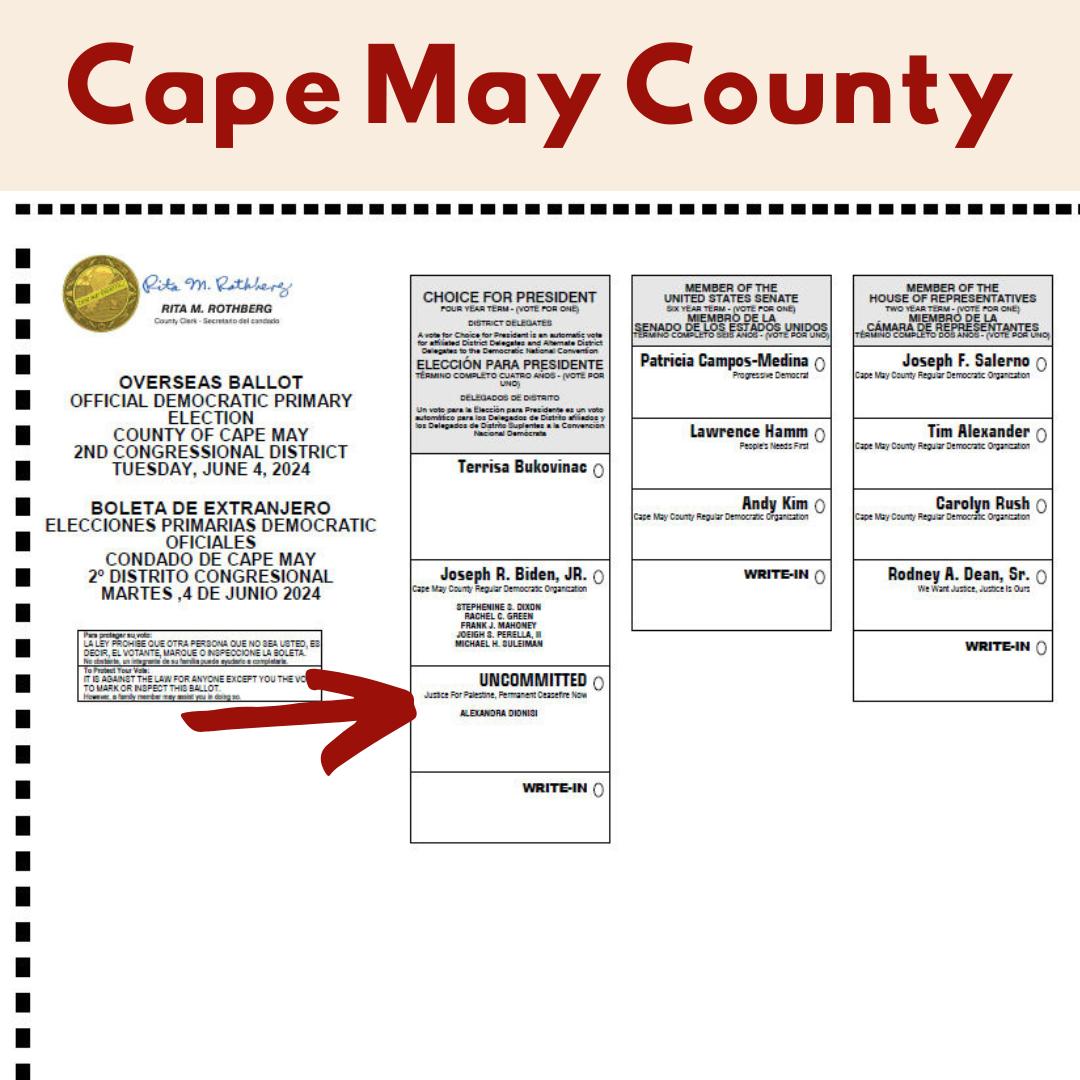 Cape May County
Rita M. Rothberg
RITA M. ROTHBERG
County Clerk - Secretario del condado
OVERSEAS BALLOT
OFFICIAL DEMOCRATIC PRIMARY
ELECTION
COUNTY OF CAPE MAY
2ND CONGRESSIONAL DISTRICT
TUESDAY, JUNE 4, 2024
BOLETA DE EXTRANJERO
ELECCIONES PRIMARIAS DEMOCRATIC
OFICIALES
CONDADO DE CAPE MAY
2º DISTRITO CONGRESIONAL
MARTES ,4 DE JUNIO 2024
Para proteger su voto:
LA LEY PROHIBE QUE OTRA PERSONA QUE NO SEA USTED, ES
DECIR, EL VOTANTE, MARQUE O INSPECCIONE LA BOLETA.
No obstante, un integrante de su familia puede ayudarlo a completarla.
To Protect Your Vote:
IT IS AGAINST THE LAW FOR ANYONE EXCEPT YOU THE
TO MARK OR INSPECT THIS BALLOT.
However, a family member may assist you in doing so.
CHOICE FOR PRESIDENT
FOUR YEAR TERM - (VOTE FOR ONE)
DISTRICT DELEGATES
A vote for Choice for President is an automatic vote
for affiliated District Delegates and Alternate District
Delegates to the Democratic National Convention
ELECCIÓN PARA PRESIDENTE
TÉRMINO COMPLETO CUATRO AÑOS - (VOTE POR
UNO)
DELEGADOS DE DISTRITO
Un voto para la Elección para Presidente es un voto
automático para los Delegados de Distrito afiliados y
los Delegados de Distrito Suplentes a la Convención
Nacional Demócrata
Terrisa Bukovinac
Joseph R. Biden, JR.
Cape May County Regular Democratic Organization
STEPHENINE S. DIXON
RACHEL C. GREEN
FRANK J. MAHONEY
JOEIGH S. PERELLA, II
MICHAEL H. SULEIMAN
UNCOMMITTED
Justice For Palestine, Permanent Ceasefire Now
ALEXANDRA DIONISI
WRITE-IN
MEMBER OF THE
UNITED STATES SENATE
SIX YEAR TERM - (VOTE FOR ONE)
MIEMBRO DE LA
SENADO DE LOS ESTADOS UNIDOS
TÉRMINO COMPLETO SEIS AÑOS - (VOTE POR UNO)
Patricia Campos-Medina
Progressive Democrat
Lawrence Hamm
People's Needs First
Andy Kim
Cape May County Regular Democratic Organization
WRITE-IN
MEMBER OF THE
HOUSE OF REPRESENTATIVES
TWO YEAR TERM - (VOTE FOR ONE)
MIEMBRO DE LA
CÁMARA DE REPRESENTANTES
TÉRMINO COMPLETO DOS AÑOS - (VOTE POR UNO)
Joseph F. Salerno
Cape May County Regular Democratic Organization
Tim Alexander
Cape May County Regular Democratic Organization
Carolyn Rush
Cape May County Regular Democratic Organization
Rodney A. Dean, Sr.
We Want Justice, Justice Is Ours
WRITE-IN